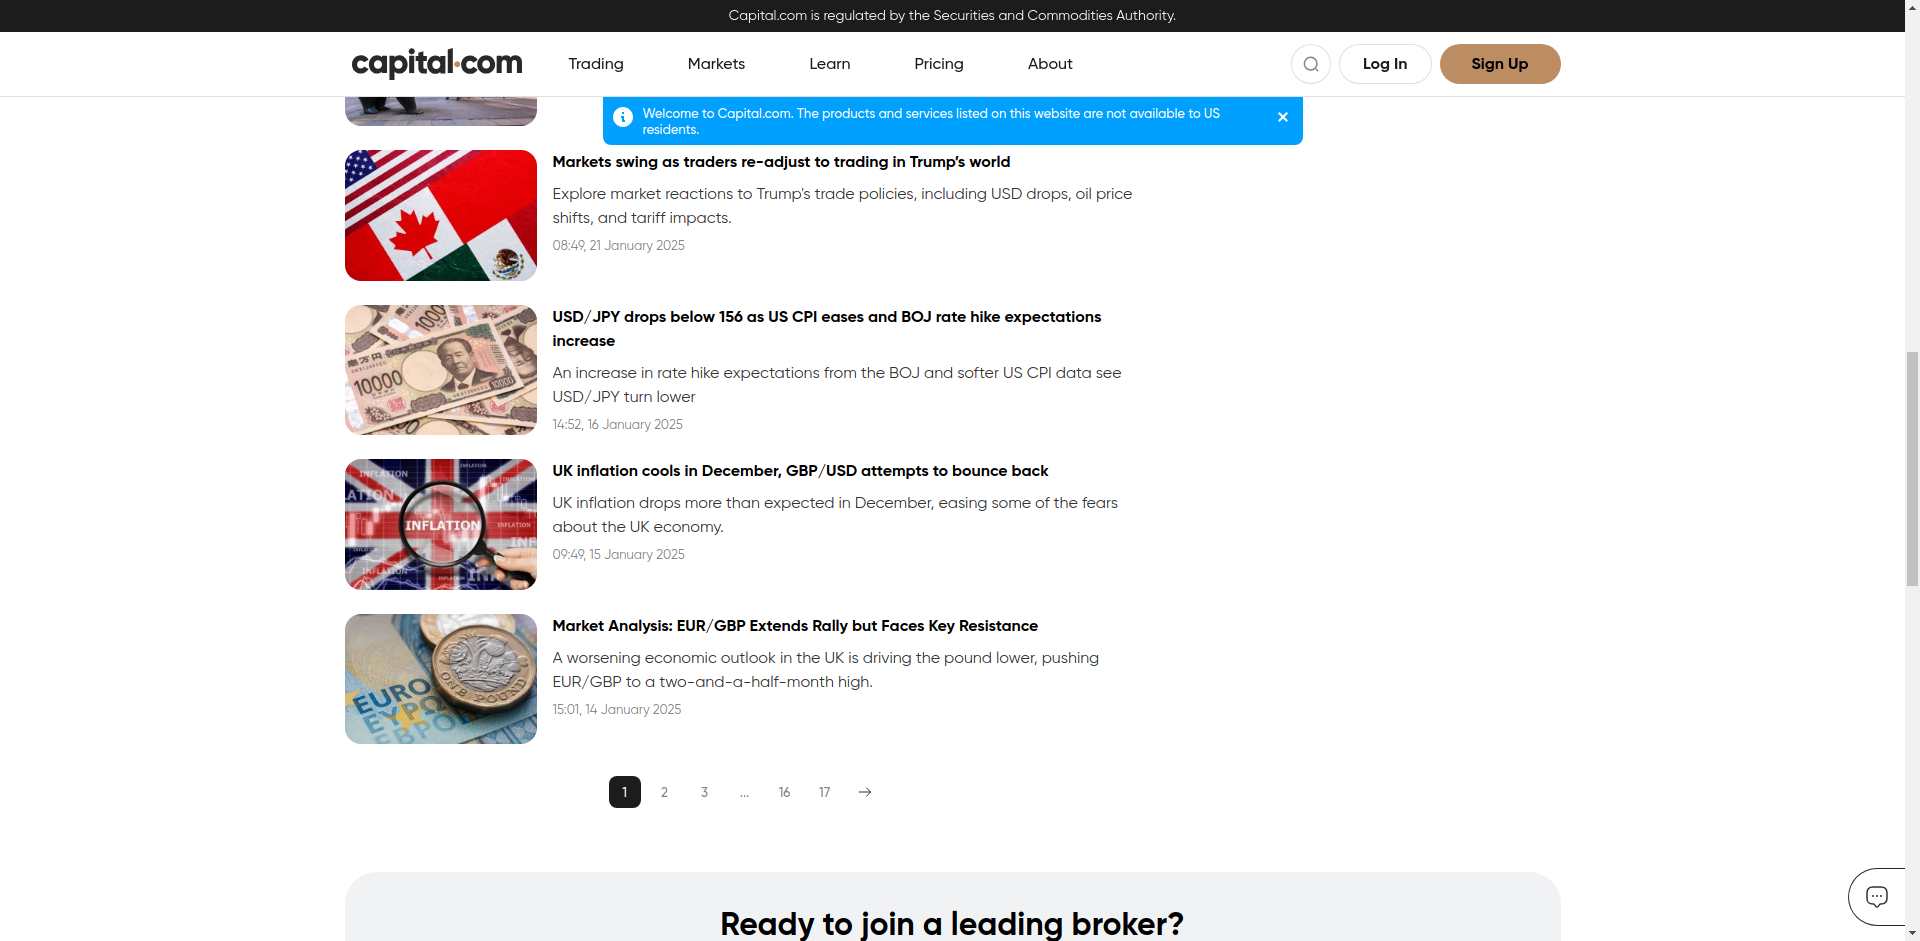 Capital.com is regulated by the Securities and Commodities Authority.
capital.com
Trading
Markets
Learn
Pricing
About
Log In
Sign Up
Welcome to Capital.com. The products and services listed on this website are not available to US
residents.
Markets swing as traders re-adjust to trading in Trump’s world
Explore market reactions to Trump's trade policies, including USD drops, oil price
shifts, and tariff impacts.
08:49, 21 January 2025
10000
10000
USD/JPY drops below 156 as US CPI eases and BOJ rate hike expectations
increase
An increase in rate hike expectations from the BOJ and softer US CPI data see
USD/JPY turn lower
14:52, 16 January 2025
INFLATION
UK inflation cools in December, GBP/USD attempts to bounce back
UK inflation drops more than expected in December, easing some of the fears
about the UK economy.
09:49, 15 January 2025
ONE POUND
EURO
ΕΥΡΩ
Market Analysis: EUR/GBP Extends Rally but Faces Key Resistance
A worsening economic outlook in the UK is driving the pound lower, pushing
EUR/GBP to a two-and-a-half-month high.
15:01, 14 January 2025
1 2 3 ... 16 17
Ready to join a leading broker?